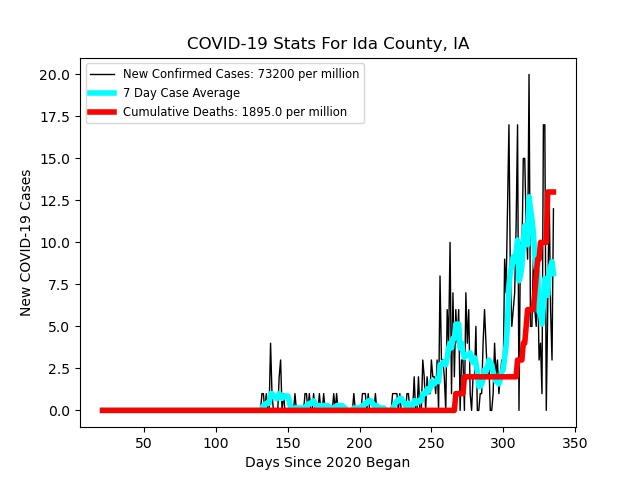 COVID-19 Stats For Ida County, IA
New Confirmed Cases: 73200 per million
7 Day Case Average
Cumulative Deaths: 1895.0 per million
New COVID-19 Cases
20.0
17.5
15.0
12.5
10.0
7.5
5.0
2.5
0.0
50 100 150 200 250 300 350
Days Since 2020 Began